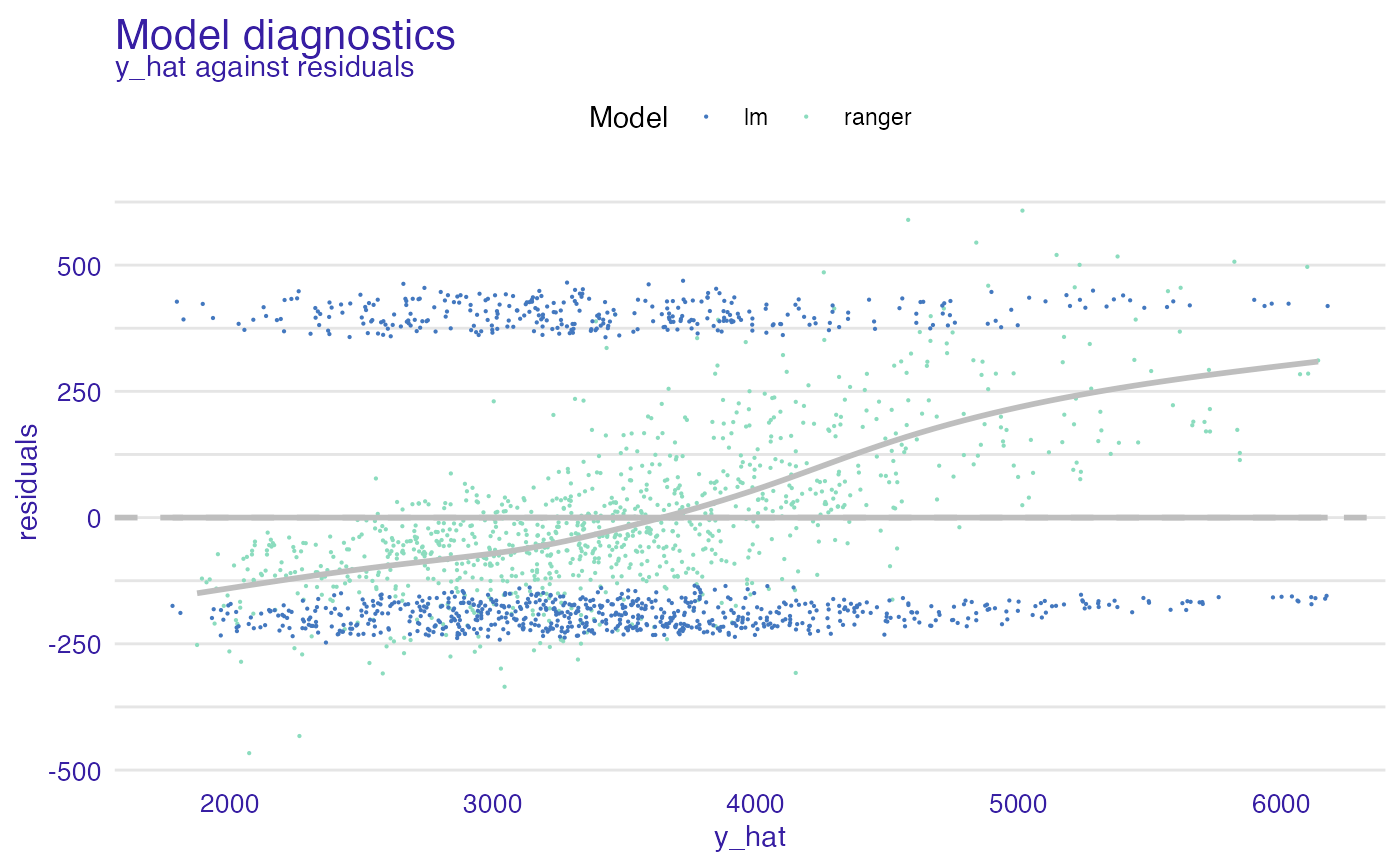 Model diagnostics
y_hat against residuals
Model lm ranger
500
250
0
-250
-500
residuals
2000 3000 4000 5000 6000
y_hat